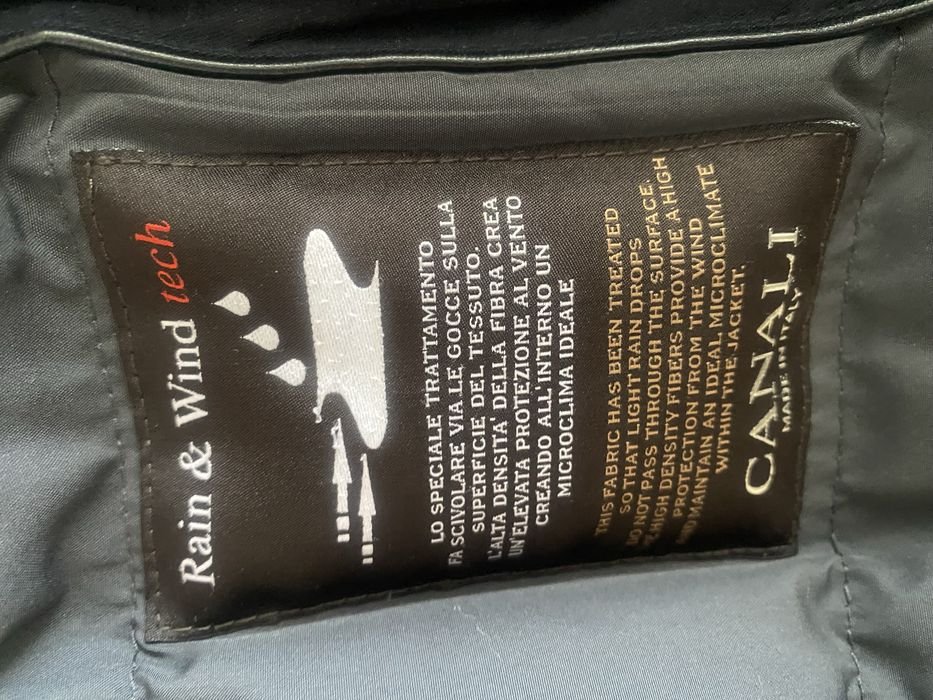 Rain & Wind tech
LO SPECIALE TRATTAMENTO
FA SCIVOLARE VIA LE GOCCE SULLA
SUPERFICIE DEL TESSUTO.
L'ALTA DENSITA' DELLA FIBRA CREA
UN'ELEVATA PROTEZIONE AL VENTO
CREANDO ALL'INTERNO UN
MICROCLIMA IDEALE
THIS FABRIC HAS BEEN TREATED
SO THAT LIGHT RAIN DROPS
DO NOT PASS THROUGH THE SURFACE.
HIGH DENSITY FIBERS PROVIDE A HIGH
PROTECTION FROM THE WIND
AND MAINTAIN AN IDEAL MICROCLIMATE
WITHIN THE JACKET.
CANALI
MADE IN ITALY